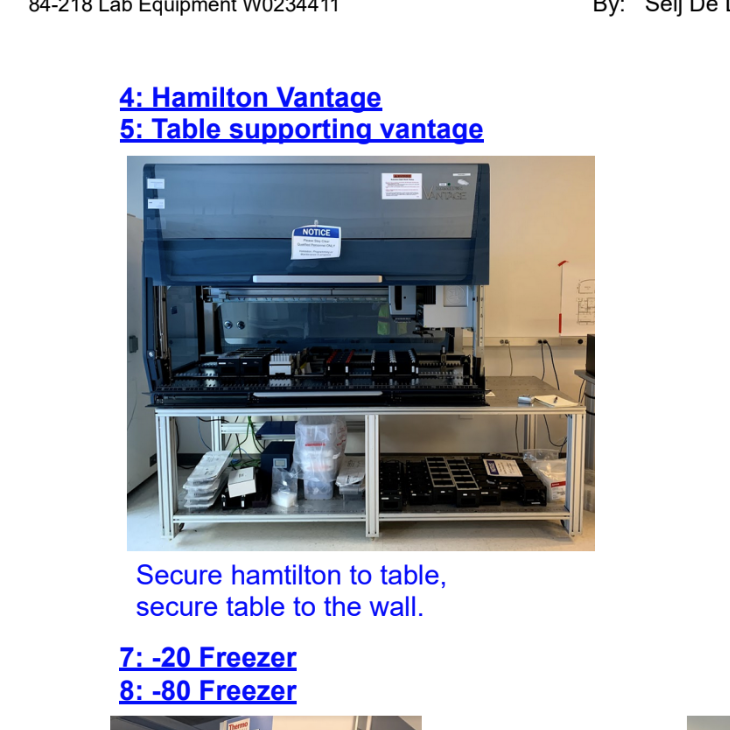 84-218 Lab Equipment W0234411
By: Seij De
4: Hamilton Vantage
5: Table supporting vantage
NOTICE
VANTAGE
Secure hamtilton to table,
secure table to the wall.
7: -20 Freezer
8: -80 Freezer
Thermo